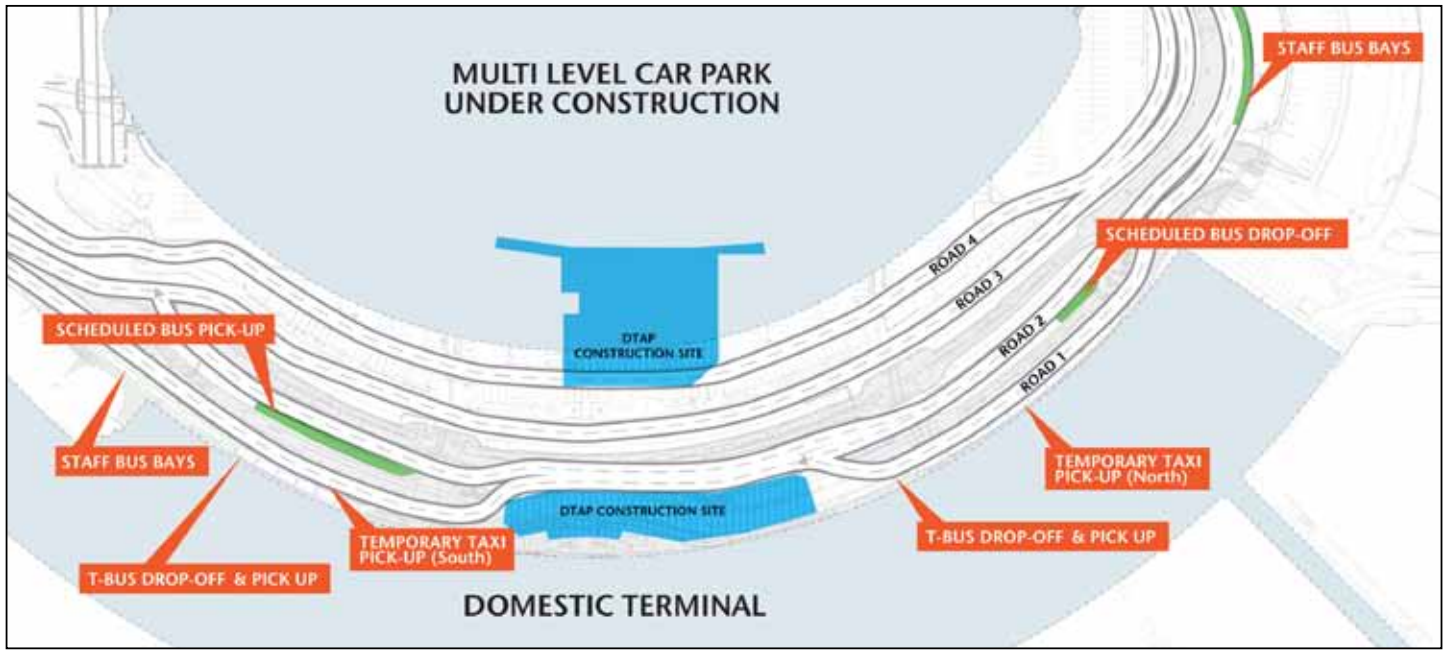 MULTI LEVEL CAR PARK
UNDER CONSTRUCTION
STAFF BUS BAYS
SCHEDULED BUS DROP-OFF
ROAD 4
ROAD 3
ROAD 2
ROAD 1
SCHEDULED BUS PICK-UP
DTAP
CONSTRUCTION SITE
STAFF BUS BAYS
TEMPORARY TAXI
PICK-UP (North)
DTAP CONSTRUCTION SITE
T-BUS DROP-OFF & PICK UP
TEMPORARY TAXI
PICK-UP (South)
T-BUS DROP-OFF & PICK UP
DOMESTIC TERMINAL